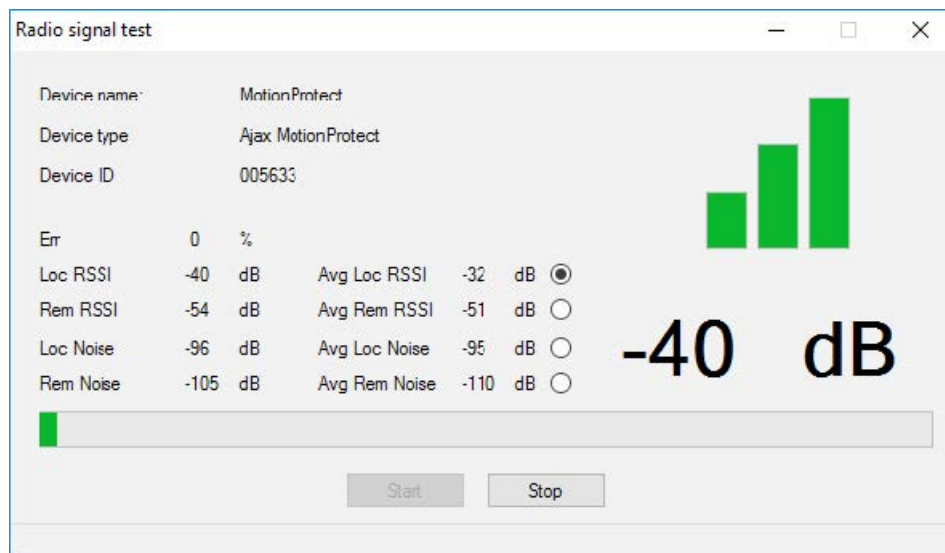 Radio signal test
Device name: MotionProtect
Device type Ajax MotionProtect
Device ID 005633
Err 0 %
Loc RSSI -40 dB Avg Loc RSSI -32 dB
Rem RSSI -54 dB Avg Rem RSSI -51 dB
Loc Noise -96 dB Avg Loc Noise -95 dB
Rem Noise -105 dB Avg Rem Noise -110 dB
-40 dB
Start Stop